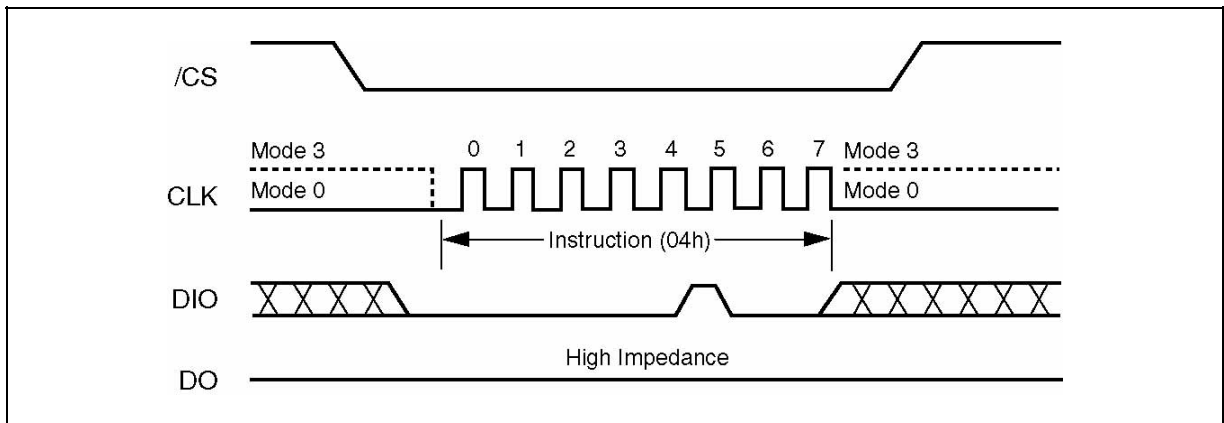 /CS
Mode 3 0 1 2 3 4 5 6 7 Mode 3
CLK Mode 0 Mode 0
Instruction (04h)
DIO
High Impedance
DO